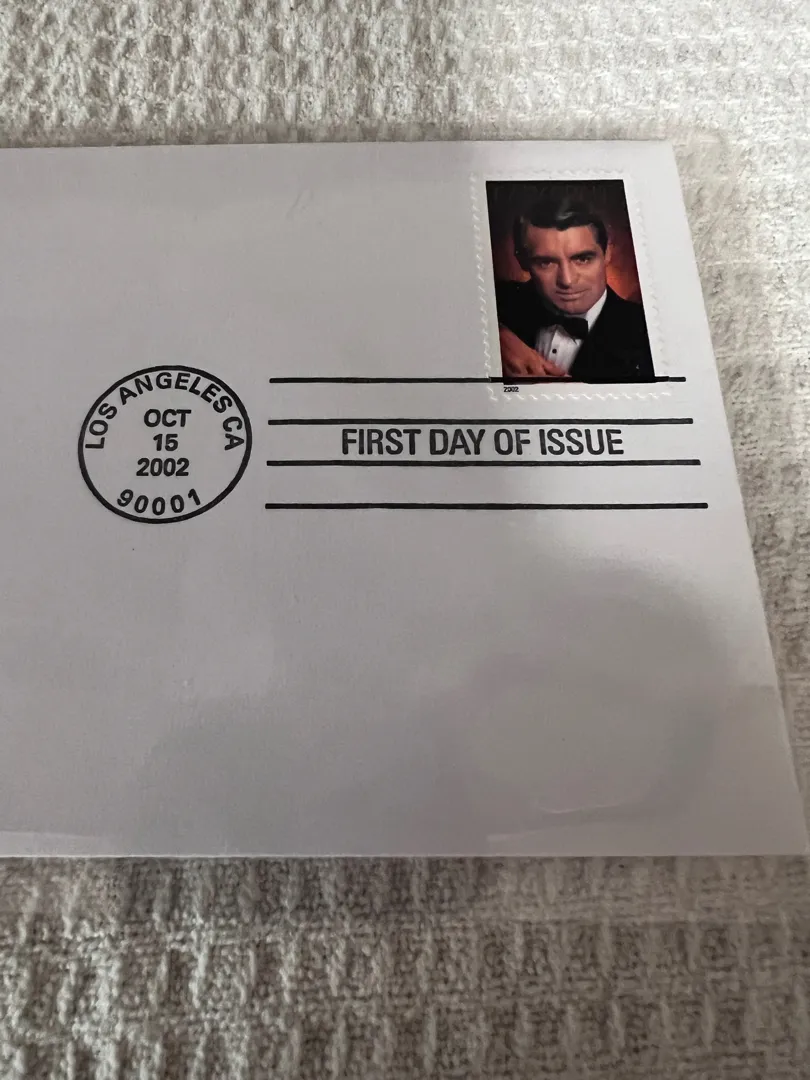 2002
LOS ANGELES CA
OCT
15
2002
90001
FIRST DAY OF ISSUE